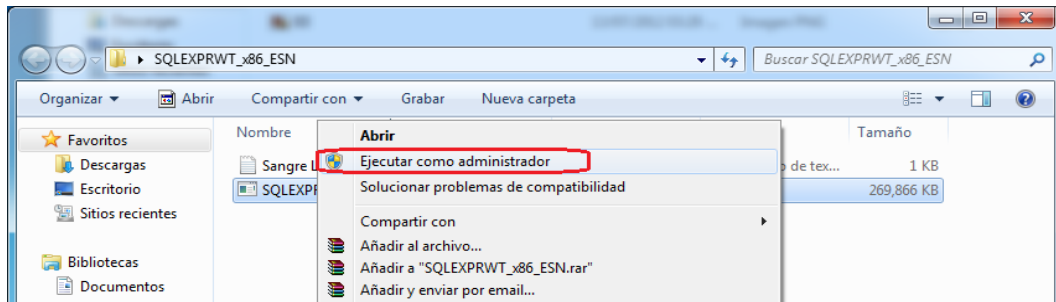 SQLEXPRWT_x86_ESN
Buscar SQLEXPRWT_x86_ESN
Organizar
Abrir
Compartir con
Grabar
Nueva carpeta
Favoritos
Descargas
Escritorio
Sitios recientes
Bibliotecas
Documentos
Nombre
Tamaño
Sangre
de tex...
1 KB
269,866 KB
Abrir
Ejecutar como administrador
Solucionar problemas de compatibilidad
Compartir con
Añadir al archivo...
Añadir a "SQLEXPRWT_x86_ESN.rar"
Añadir y enviar por email...